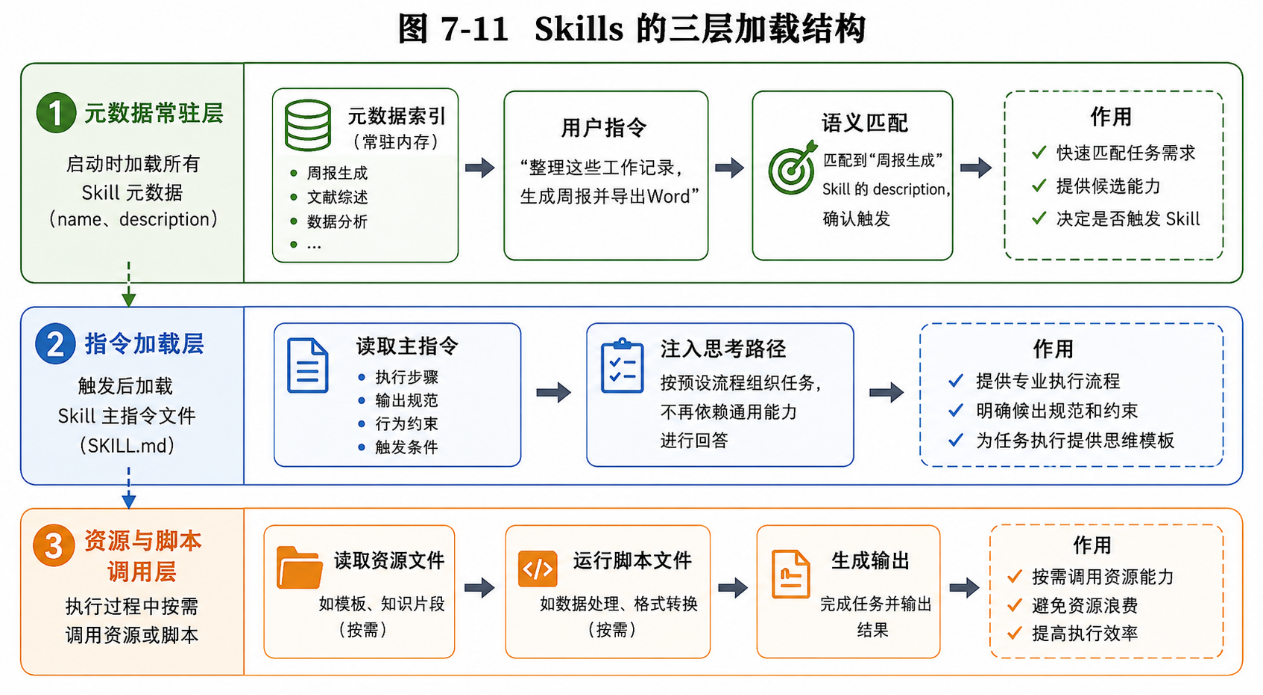 图 7-11 Skills 的三层加载结构
1 元数据常驻层
启动时加载所有
Skill 元数据
（name、description）
元数据索引
（常驻内存）
• 周报生成
• 文献综述
• 数据分析
• ...
用户指令
“整理这些工作记录，
生成周报并导出Word”
语义匹配
匹配到“周报生成”
Skill 的 description，
确认触发
作用
✓ 快速匹配任务需求
✓ 提供候选能力
✓ 决定是否触发 Skill
2 指令加载层
触发后加载
Skill 主指令文件
（SKILL.md）
读取主指令
• 执行步骤
• 输出规范
• 行为约束
• 触发条件
注入思考路径
按预设流程组织任务，
不再依赖通用能力
进行回答
作用
✓ 提供专业执行流程
✓ 明确候出规范和约束
✓ 为任务执行提供思维模板
3 资源与脚本
调用层
执行过程中按需
调用资源或脚本
读取资源文件
如模板、知识片段
（按需）
</>
运行脚本文件
如数据处理、格式转换
（按需）
生成输出
完成任务并输出
结果
作用
✓ 按需调用资源能力
✓ 避免资源浪费
✓ 提高执行效率